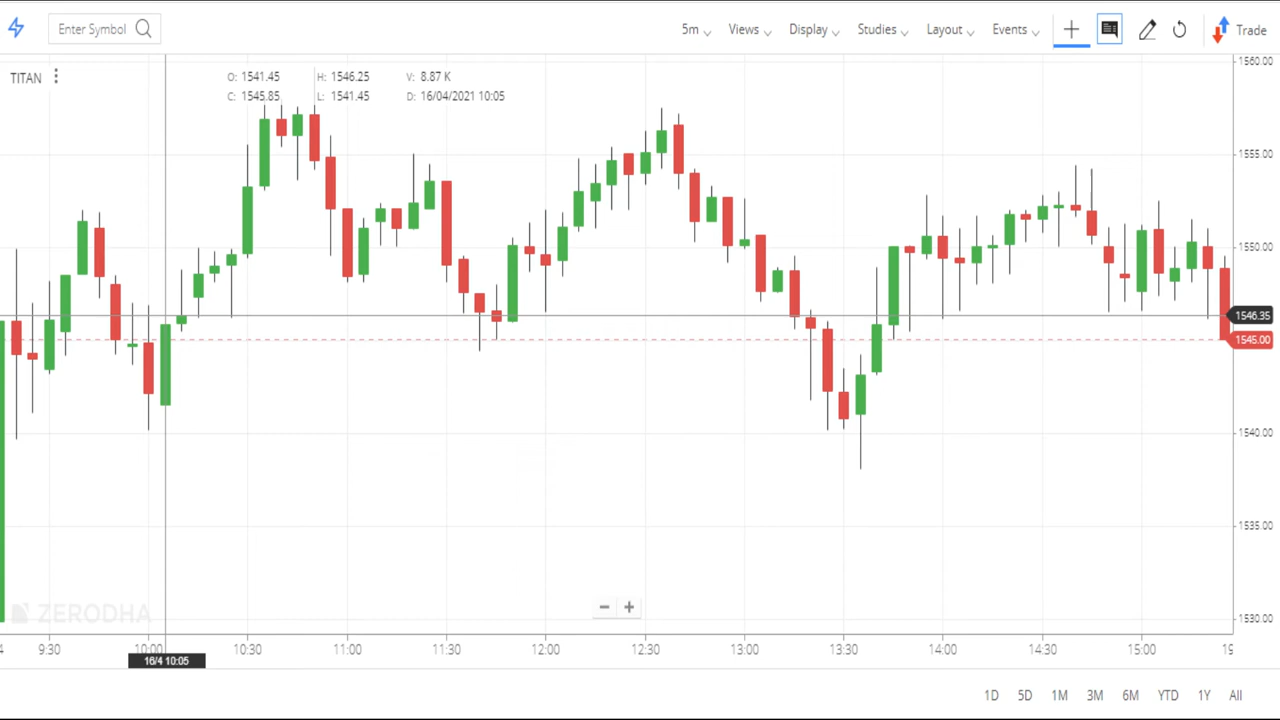 Enter Symbol 5m Views Display Studies Layout Events Trade
TITAN O: 1541.45 H: 1546.25 V: 8.87 K
C: 1545.85 L: 1541.45 D: 16/04/2021 10:05
1560.00
1555.00
1550.00
1546.35
1545.00
1540.00
1535.00
1530.00
ZERODHA
9:30 10:00 10:30 11:00 11:30 12:00 12:30 13:00 13:30 14:00 14:30 15:00
16/4 10:05
1D 5D 1M 3M 6M YTD 1Y All